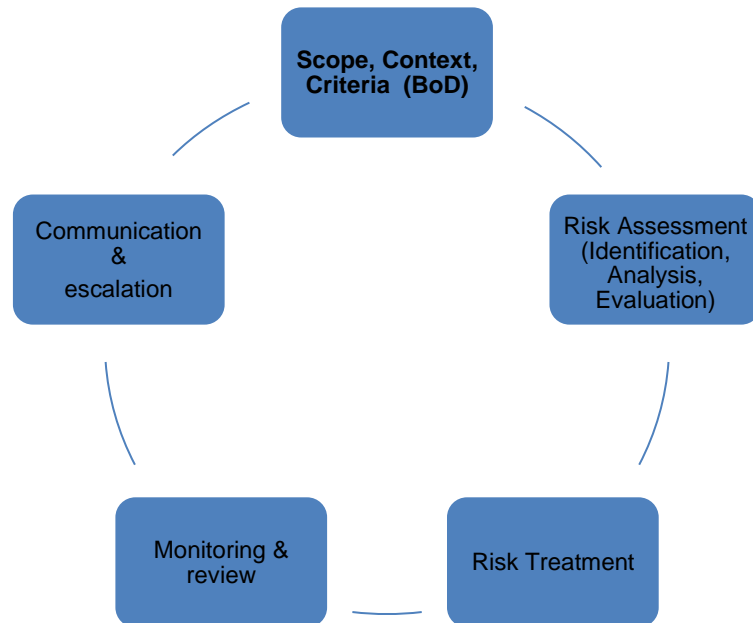 Scope, Context,
Criteria  (BoD)
Risk Assessment
(Identification,
Analysis,
Evaluation)
Risk Treatment
Monitoring &
review
Communication
&
escalation